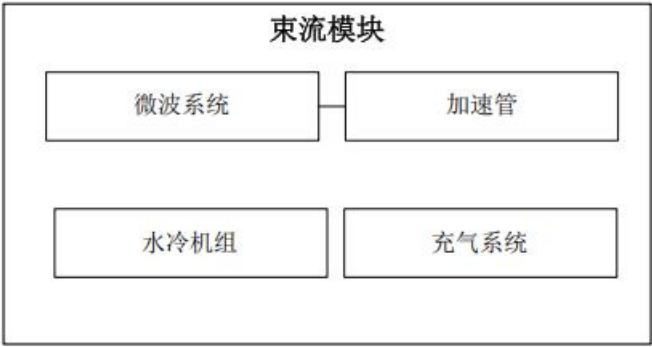 束流模块
微波系统
加速管
水冷机组
充气系统